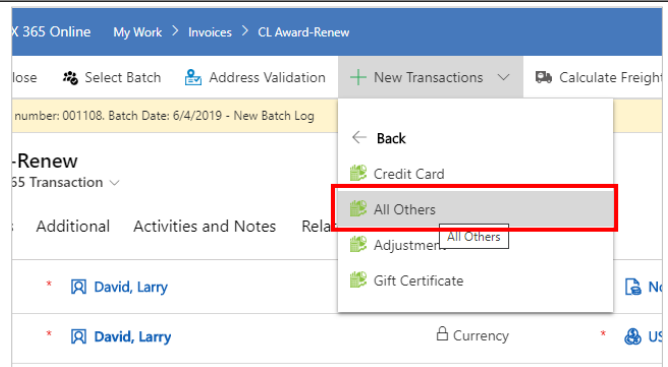 X 365 Online My Work > Invoices > CL Award-Renew
lose Select Batch Address Validation New Transactions Calculate Freight
number: 001108. Batch Date: 6/4/2019 - New Batch Log
Back
-Renew
Credit Card
65 Transaction
All Others
Additional Activities and Notes Rela
Adjustment
All Others
Gift Certificate
* David, Larry No
* David, Larry Currency * US